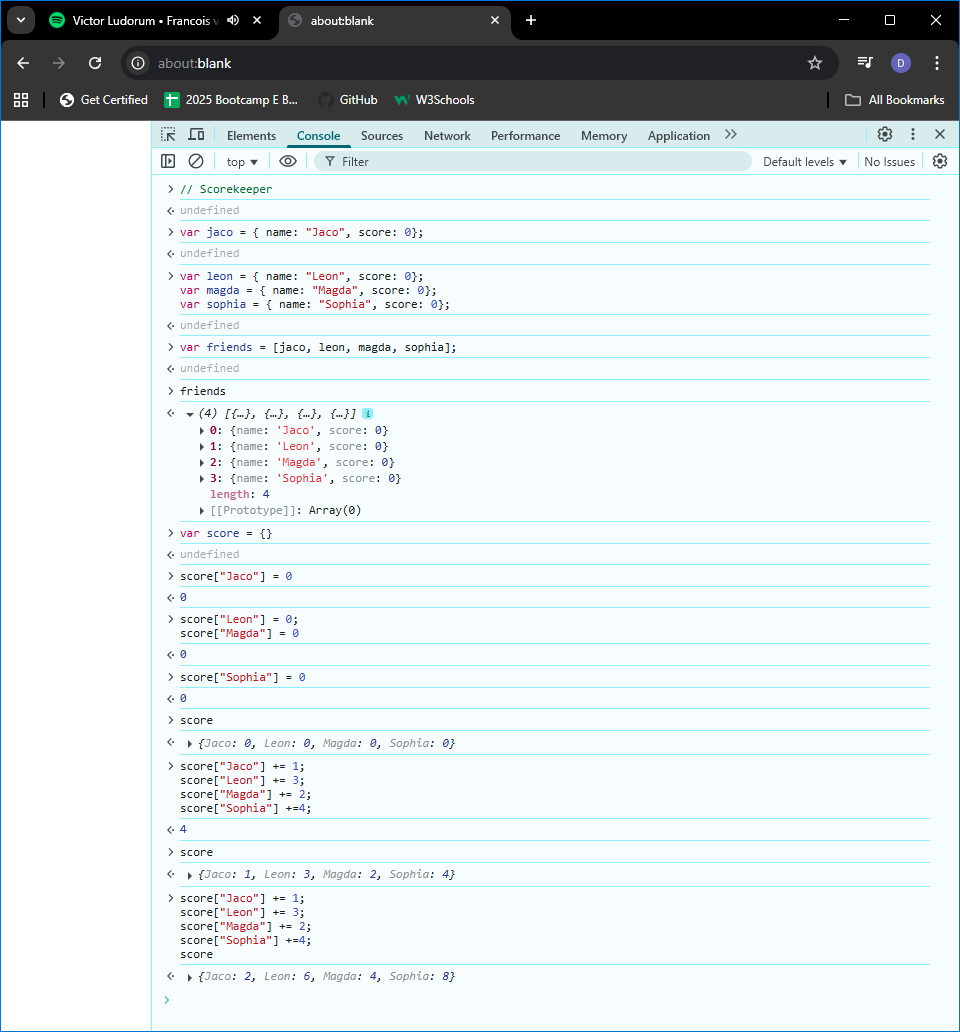 Victor Ludorum • Francois v
about:blank
about:blank
D
Get Certified
2025 Bootcamp E B...
GitHub
W3Schools
All Bookmarks
Elements
Console
Sources
Network
Performance
Memory
Application
top
Filter
Default levels
No Issues
// Scorekeeper
undefined
var jaco = { name: "Jaco", score: 0};
undefined
var leon = { name: "Leon", score: 0};
var magda = { name: "Magda", score: 0};
var sophia = { name: "Sophia", score: 0};
undefined
var friends = [jaco, leon, magda, sophia];
undefined
friends
(4) [{…}, {…}, {…}, {…}]
0: {name: 'Jaco', score: 0}
1: {name: 'Leon', score: 0}
2: {name: 'Magda', score: 0}
3: {name: 'Sophia', score: 0}
length: 4
[[Prototype]]: Array(0)
var score = {}
undefined
score["Jaco"] = 0
0
score["Leon"] = 0;
score["Magda"] = 0
0
score["Sophia"] = 0
0
score
{Jaco: 0, Leon: 0, Magda: 0, Sophia: 0}
score["Jaco"] += 1;
score["Leon"] += 3;
score["Magda"] += 2;
score["Sophia"] +=4;
4
score
{Jaco: 1, Leon: 3, Magda: 2, Sophia: 4}
score["Jaco"] += 1;
score["Leon"] += 3;
score["Magda"] += 2;
score["Sophia"] +=4;
score
{Jaco: 2, Leon: 6, Magda: 4, Sophia: 8}